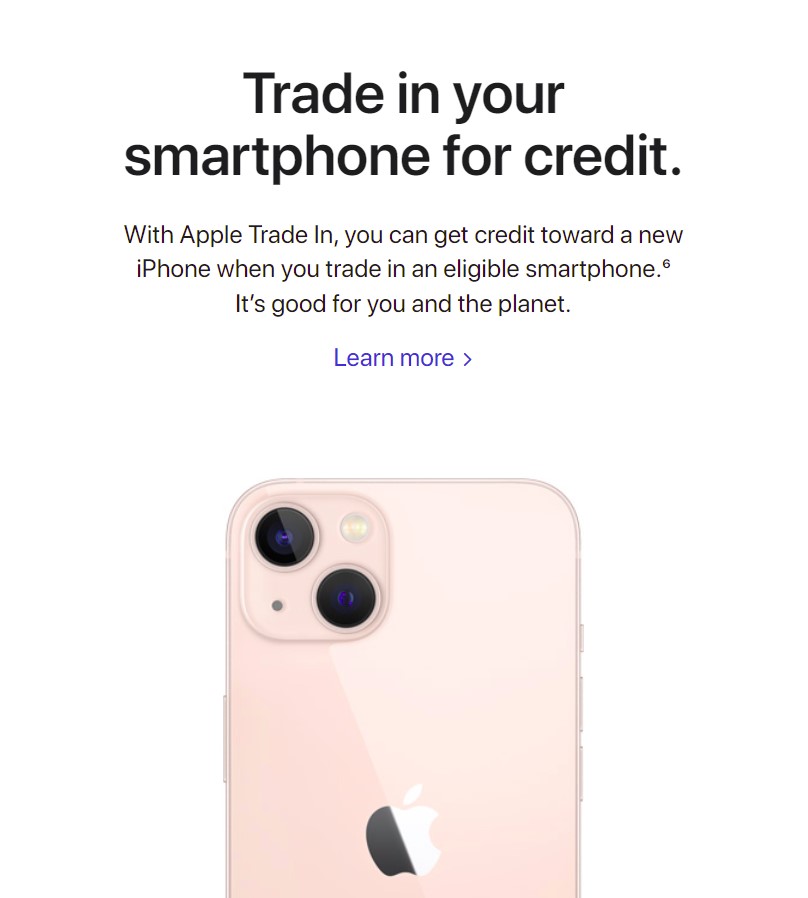 Trade in your
smartphone for credit.
With Apple Trade In, you can get credit toward a new
iPhone when you trade in an eligible smartphone.⁶
It’s good for you and the planet.
Learn more >